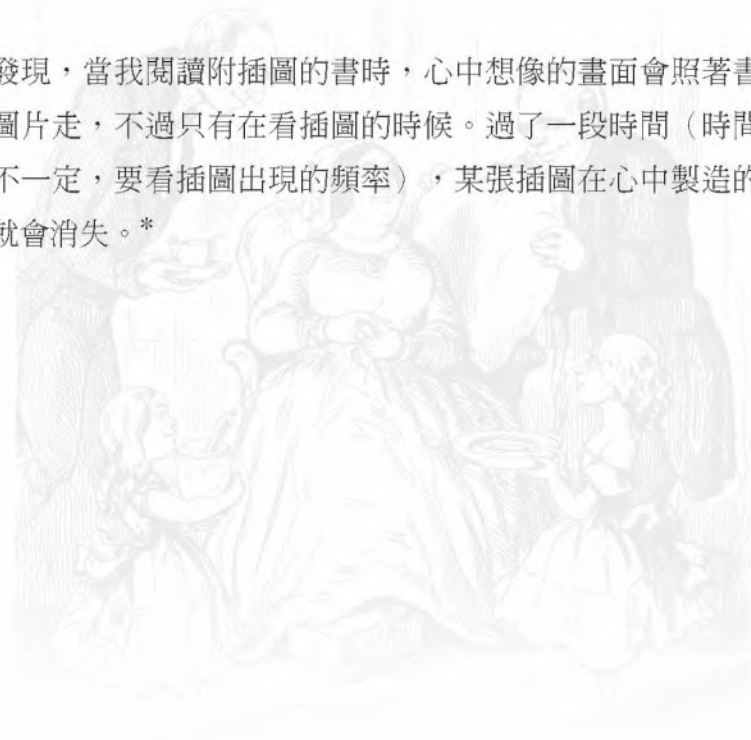 發現，當我閱讀附插圖的書時，心中想像的畫面會照著書
圖片走，不過只有在看插圖的時候。過了一段時間（時間
不一定，要看插圖出現的頻率），某張插圖在心中製造的
就會消失。*